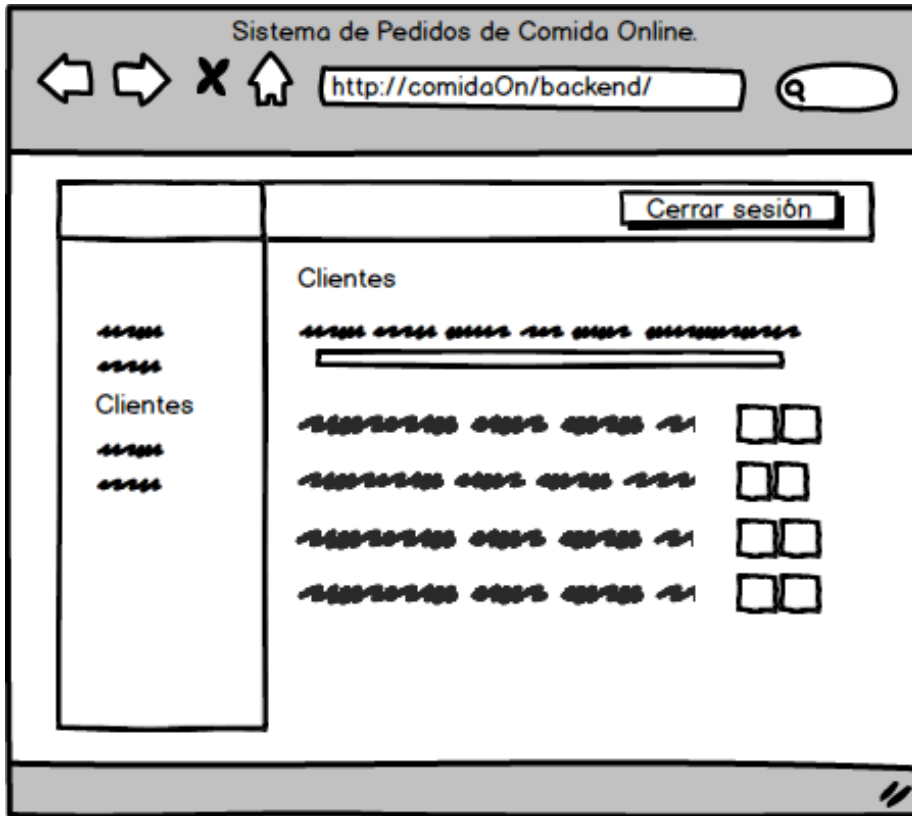 Sistema de Pedidos de Comida Online.
http://comidaOn/backend/
Cerrar sesión
Clientes
Clientes